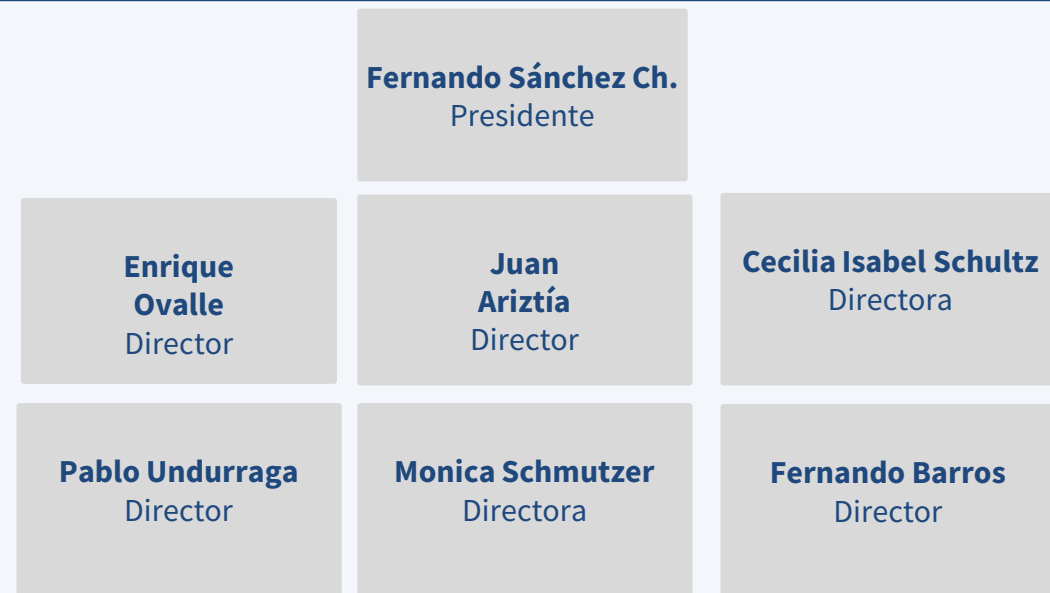 Fernando Sánchez Ch.
Presidente
Enrique
Ovalle
Director
Juan
Ariztía
Director
Cecilia Isabel Schultz
Directora
Pablo Undurraga
Director
Monica Schmutzer
Directora
Fernando Barros
Director